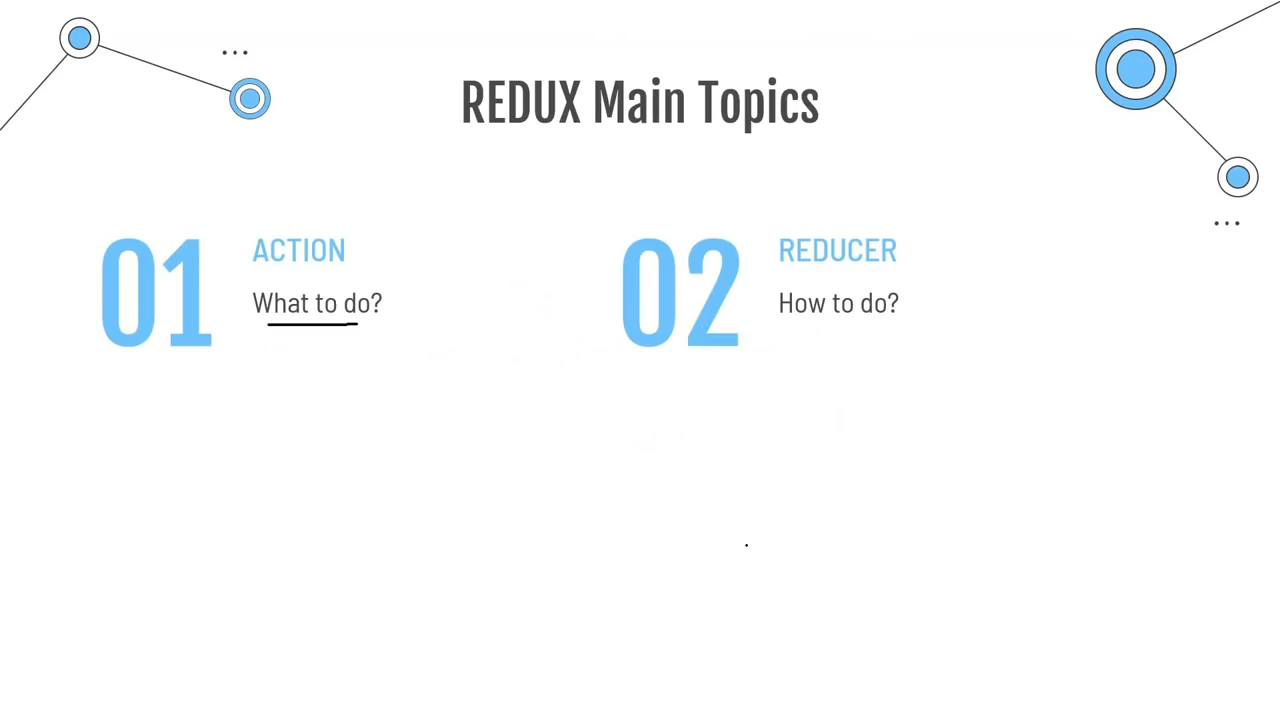 REDUX Main Topics
01
ACTION
What to do?
02
REDUCER
How to do?